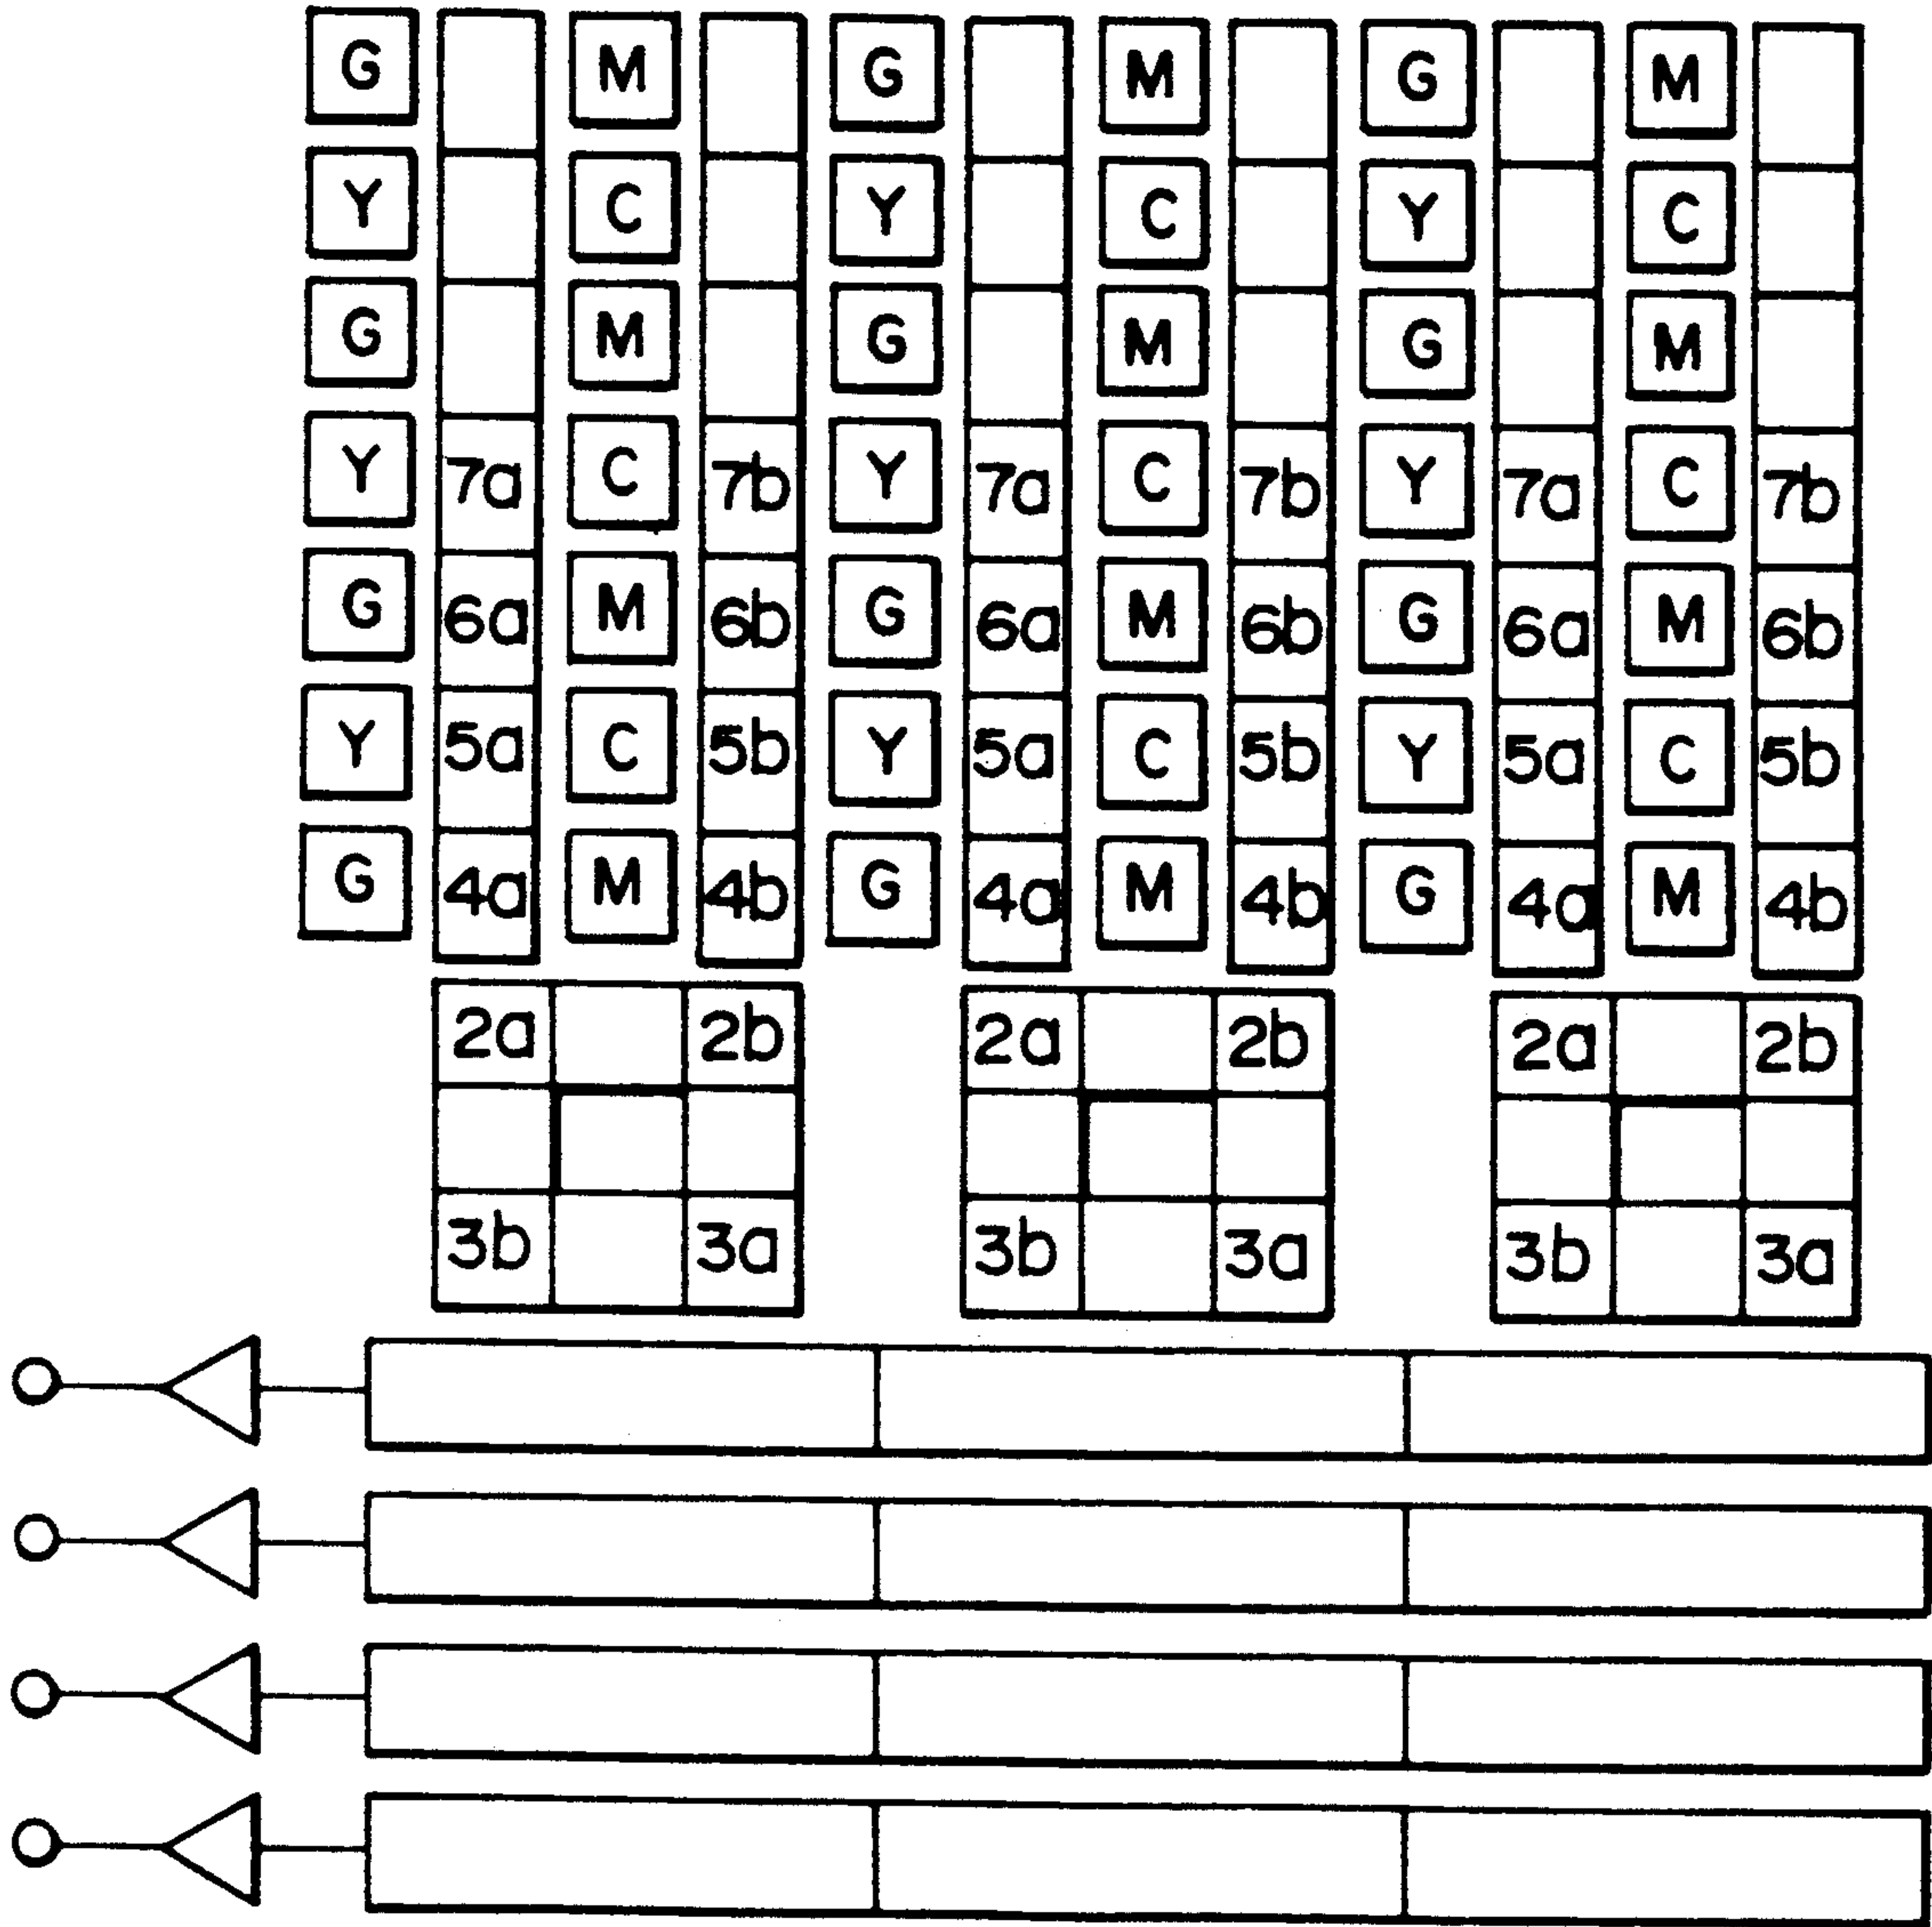 G M G M G M
Y C Y C Y C
G M G M G M
Y 7a C 7b Y 7a C 7b Y 7a C 7b
G 6a M 6b G 6a M 6b G 6a M 6b
Y 5a C 5b Y 5a C 5b Y 5a C 5b
G 4a M 4b G 4a M 4b G 4a M 4b
2a 2b 2a 2b 2a 2b
3b 3a 3b 3a 3b 3a